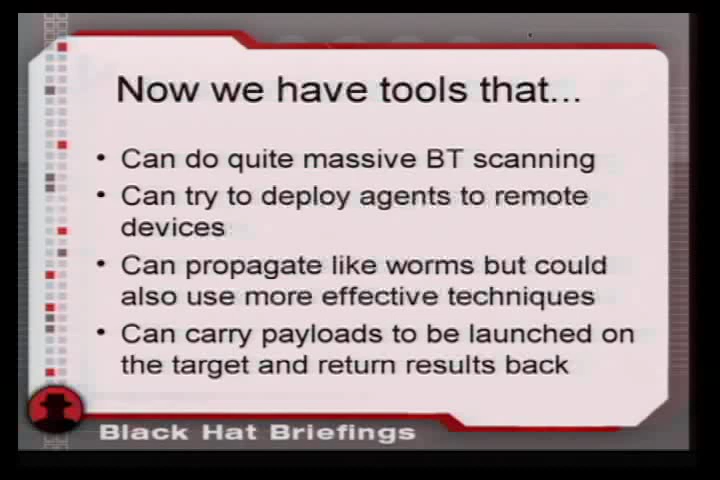 Now we have tools that...
• Can do quite massive BT scanning
• Can try to deploy agents to remote
devices
• Can propagate like worms but could
also use more effective techniques
• Can carry payloads to be launched on
the target and return results back
Black Hat Briefings